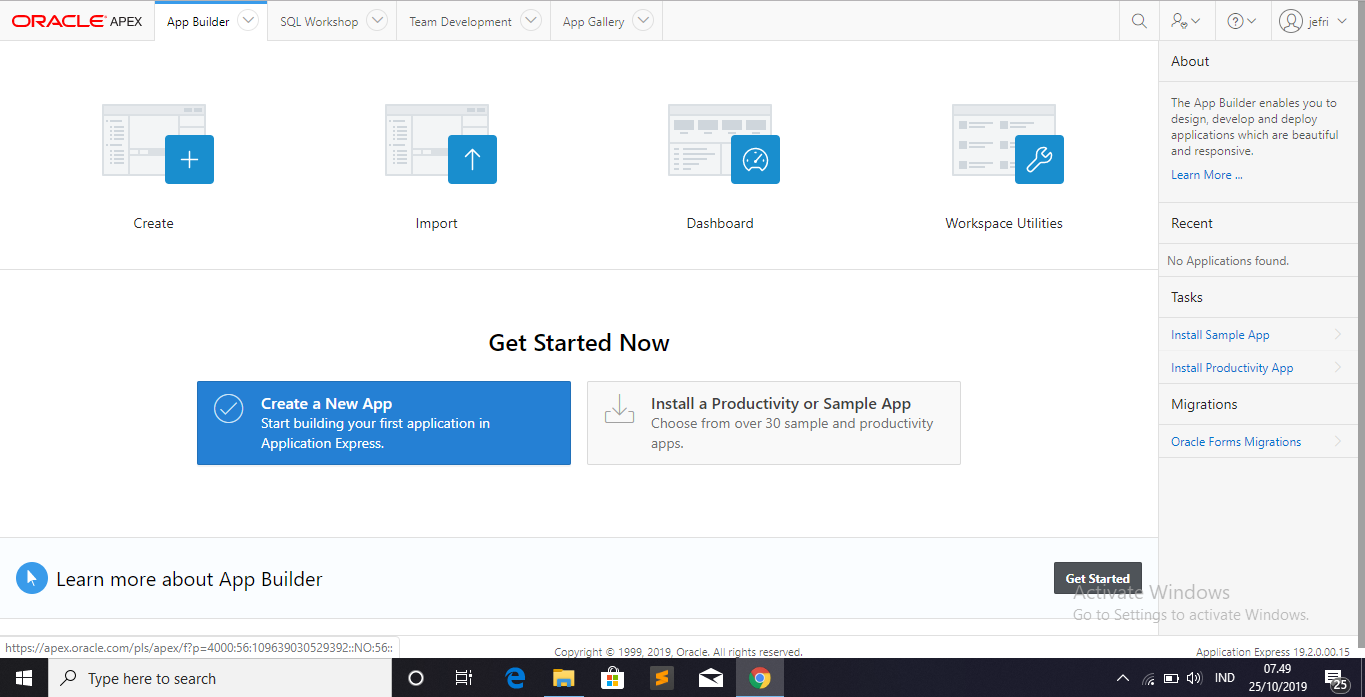 ORACLE APEX
App Builder
SQL Workshop
Team Development
App Gallery
jefri
Create
Import
Dashboard
Workspace Utilities
Get Started Now
Create a New App
Start building your first application in
Application Express.
Install a Productivity or Sample App
Choose from over 30 sample and productivity
apps.
Learn more about App Builder
Get Started
About
The App Builder enables you to
design, develop and deploy
applications which are beautiful
and responsive.
Learn More ...
Recent
No Applications found.
Tasks
Install Sample App
Install Productivity App
Migrations
Oracle Forms Migrations
Activate Windows
Go to Settings to activate Windows.
https://apex.oracle.com/pls/apex/f?p=4000:56:109639030529392::NO:56::
Copyright © 1999, 2019, Oracle. All rights reserved.
Application Express 19.2.0.00.15
Type here to search
IND
07.49
25/10/2019
25